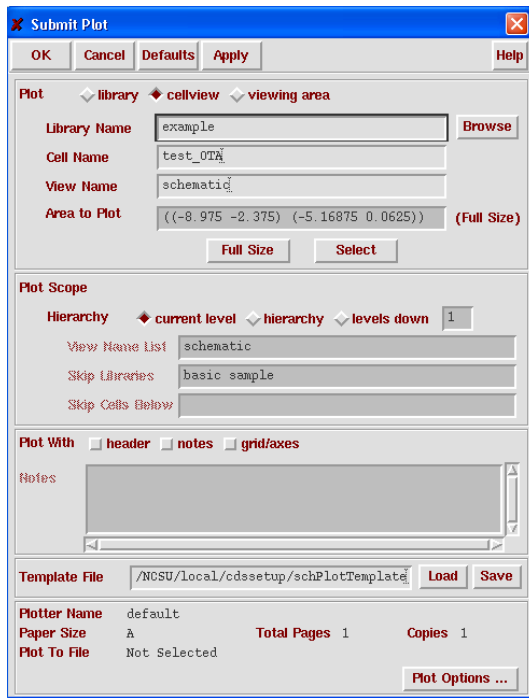 Submit Plot
OK Cancel Defaults Apply Help
Plot library cellview viewing area
Library Name example Browse
Cell Name test_OTA
View Name schematic
Area to Plot ((-8.975 -2.375) (-5.16875 0.0625)) (Full Size)
Full Size Select
Plot Scope
Hierarchy current level hierarchy levels down 1
View Name List schematic
Skip Libraries basic sample
Skip Cells Below
Plot With header notes grid/axes
Notes
Template File /NCSU/local/cdssetup/schPlotTemplate Load Save
Plotter Name default
Paper Size A Total Pages 1 Copies 1
Plot To File Not Selected
Plot Options ...